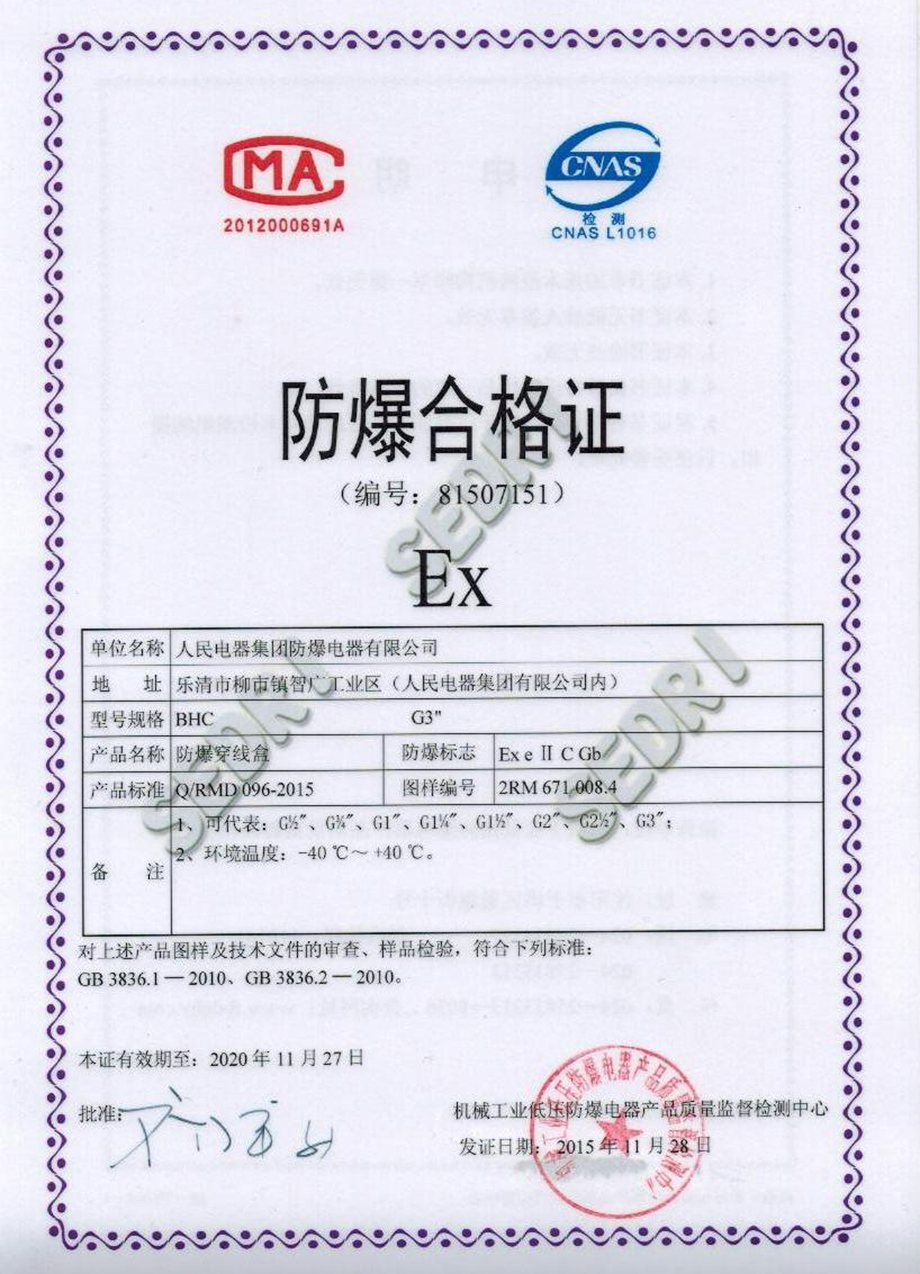 MA
2012000691A
CNAS
检 测
CNAS L1016
防爆合格证
（编号：81507151）
Ex
单位名称 人民电器集团防爆电器有限公司
地 址 乐清市柳市镇智广工业区（人民电器集团有限公司内）
型号规格 BHC G3"
产品名称 防爆穿线盒 防爆标志 Ex e Ⅱ C Gb
产品标准 Q/RMD 096-2015 图样编号 2RM 671 008.4
备 注
1、可代表：G½″、G¾″、G1″、G1¼″、G1½″、G2″、G2½″、G3″；
2、环境温度：-40 ℃～ +40 ℃。
对上述产品图样及技术文件的审查、样品检验，符合下列标准：
GB 3836.1 — 2010、GB 3836.2 — 2010。
本证有效期至：2020 年 11 月 27 日
批准：
机械工业低压防爆电器产品质量监督检测中心
发证日期： 2015 年 11 月 28 日
SEDRI
SEDRI
SEDRI